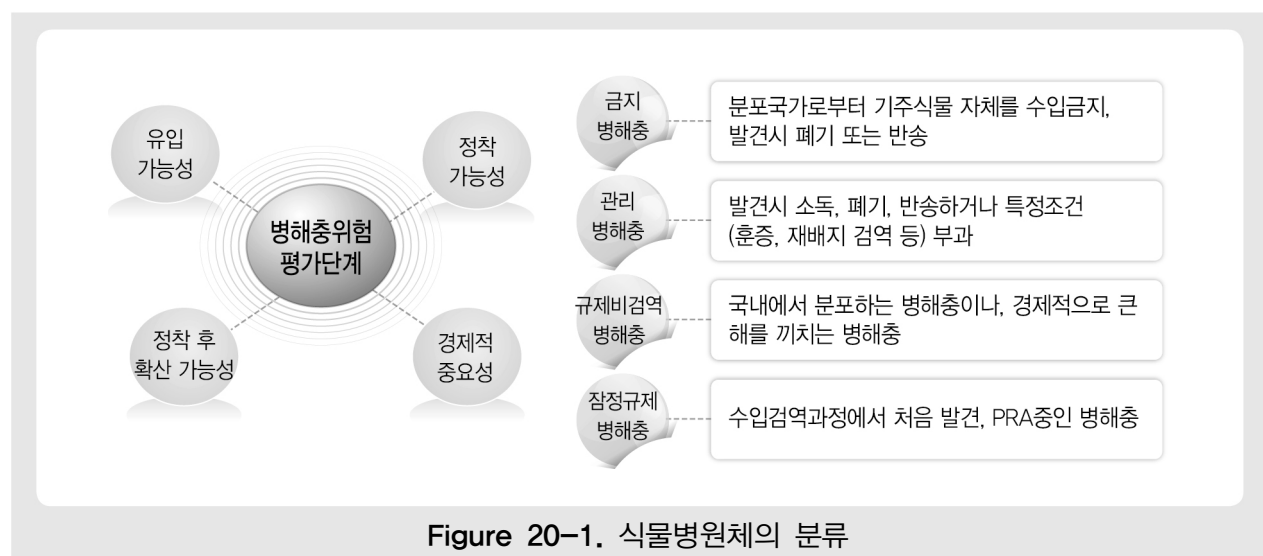 유입
가능성
정착
가능성
병해충위험
평가단계
정착 후
확산 가능성
경제적
중요성
금지
병해충
분포국가로부터 기주식물 자체를 수입금지,
발견시 폐기 또는 반송
관리
병해충
발견시 소독, 폐기, 반송하거나 특정조건
(훈증, 재배지 검역 등) 부과
규제비검역
병해충
국내에서 분포하는 병해충이나, 경제적으로 큰
해를 끼치는 병해충
잠정규제
병해충
수입검역과정에서 처음 발견, PRA중인 병해충
Figure 20-1. 식물병원체의 분류